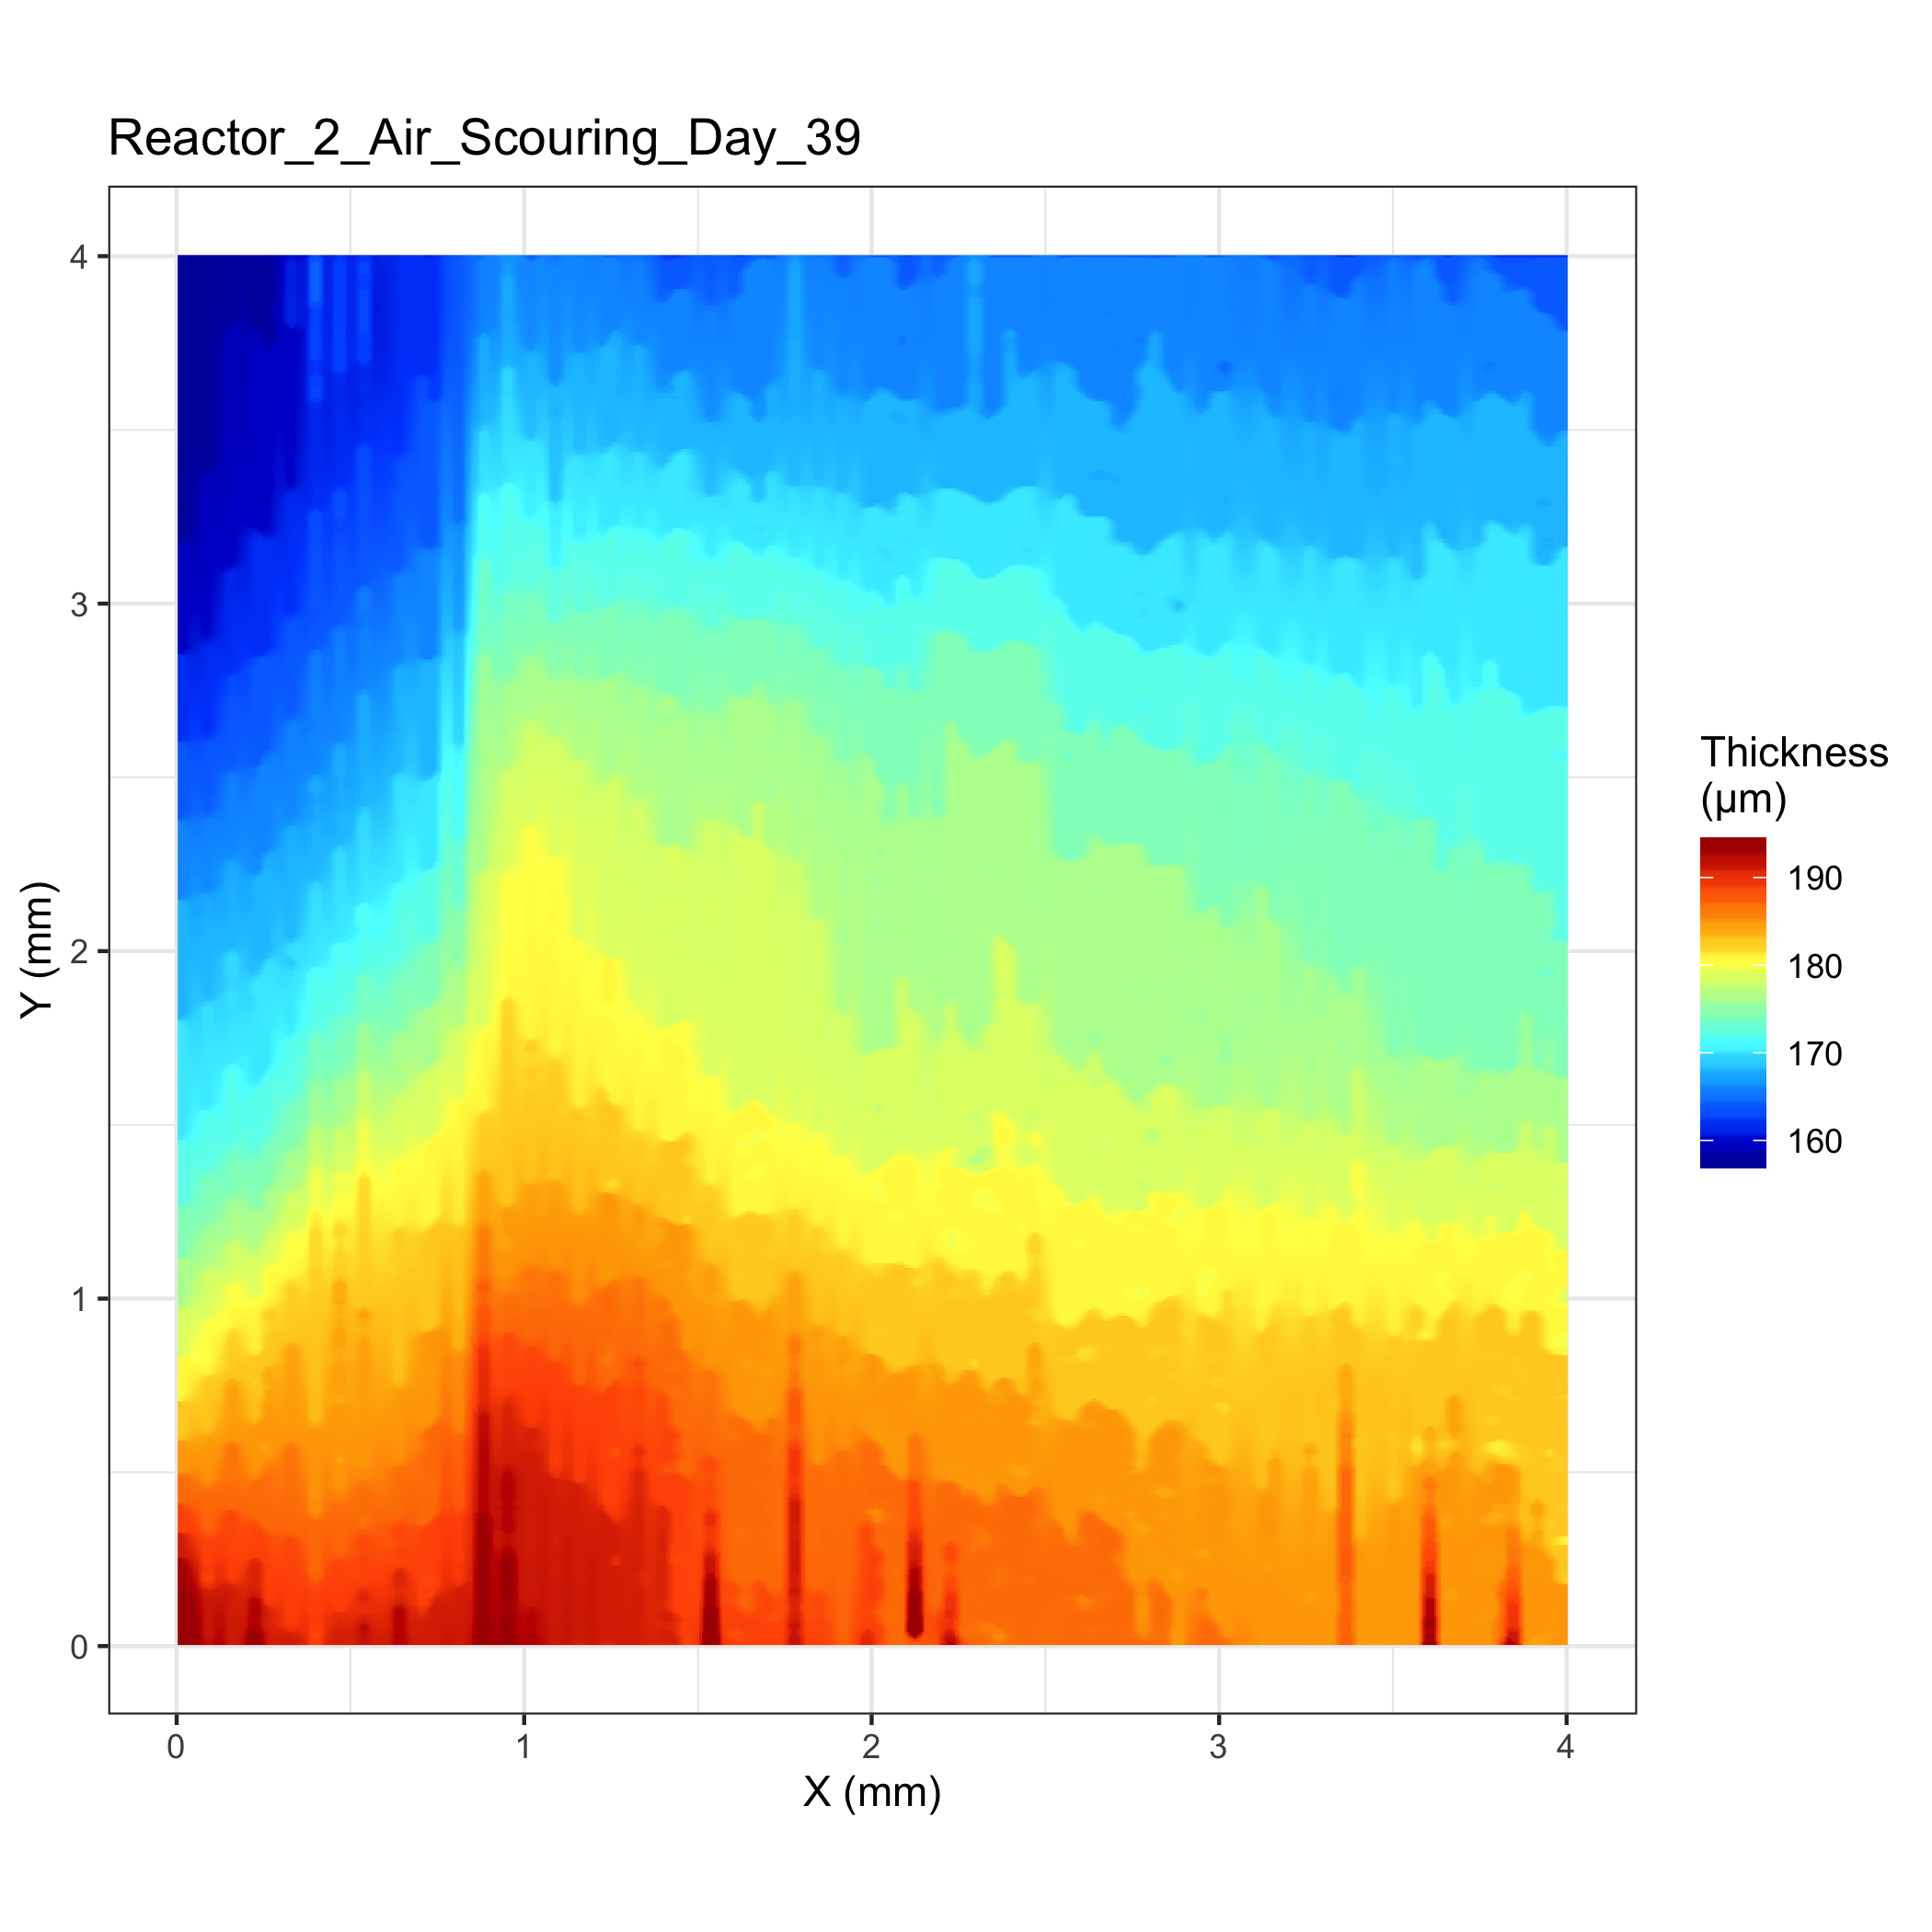 Reactor_2_Air_Scouring_Day_39
4
3
2
1
0
Y (mm)
0
1
2
3
4
X (mm)
Thickness
(µm)
190
180
170
160